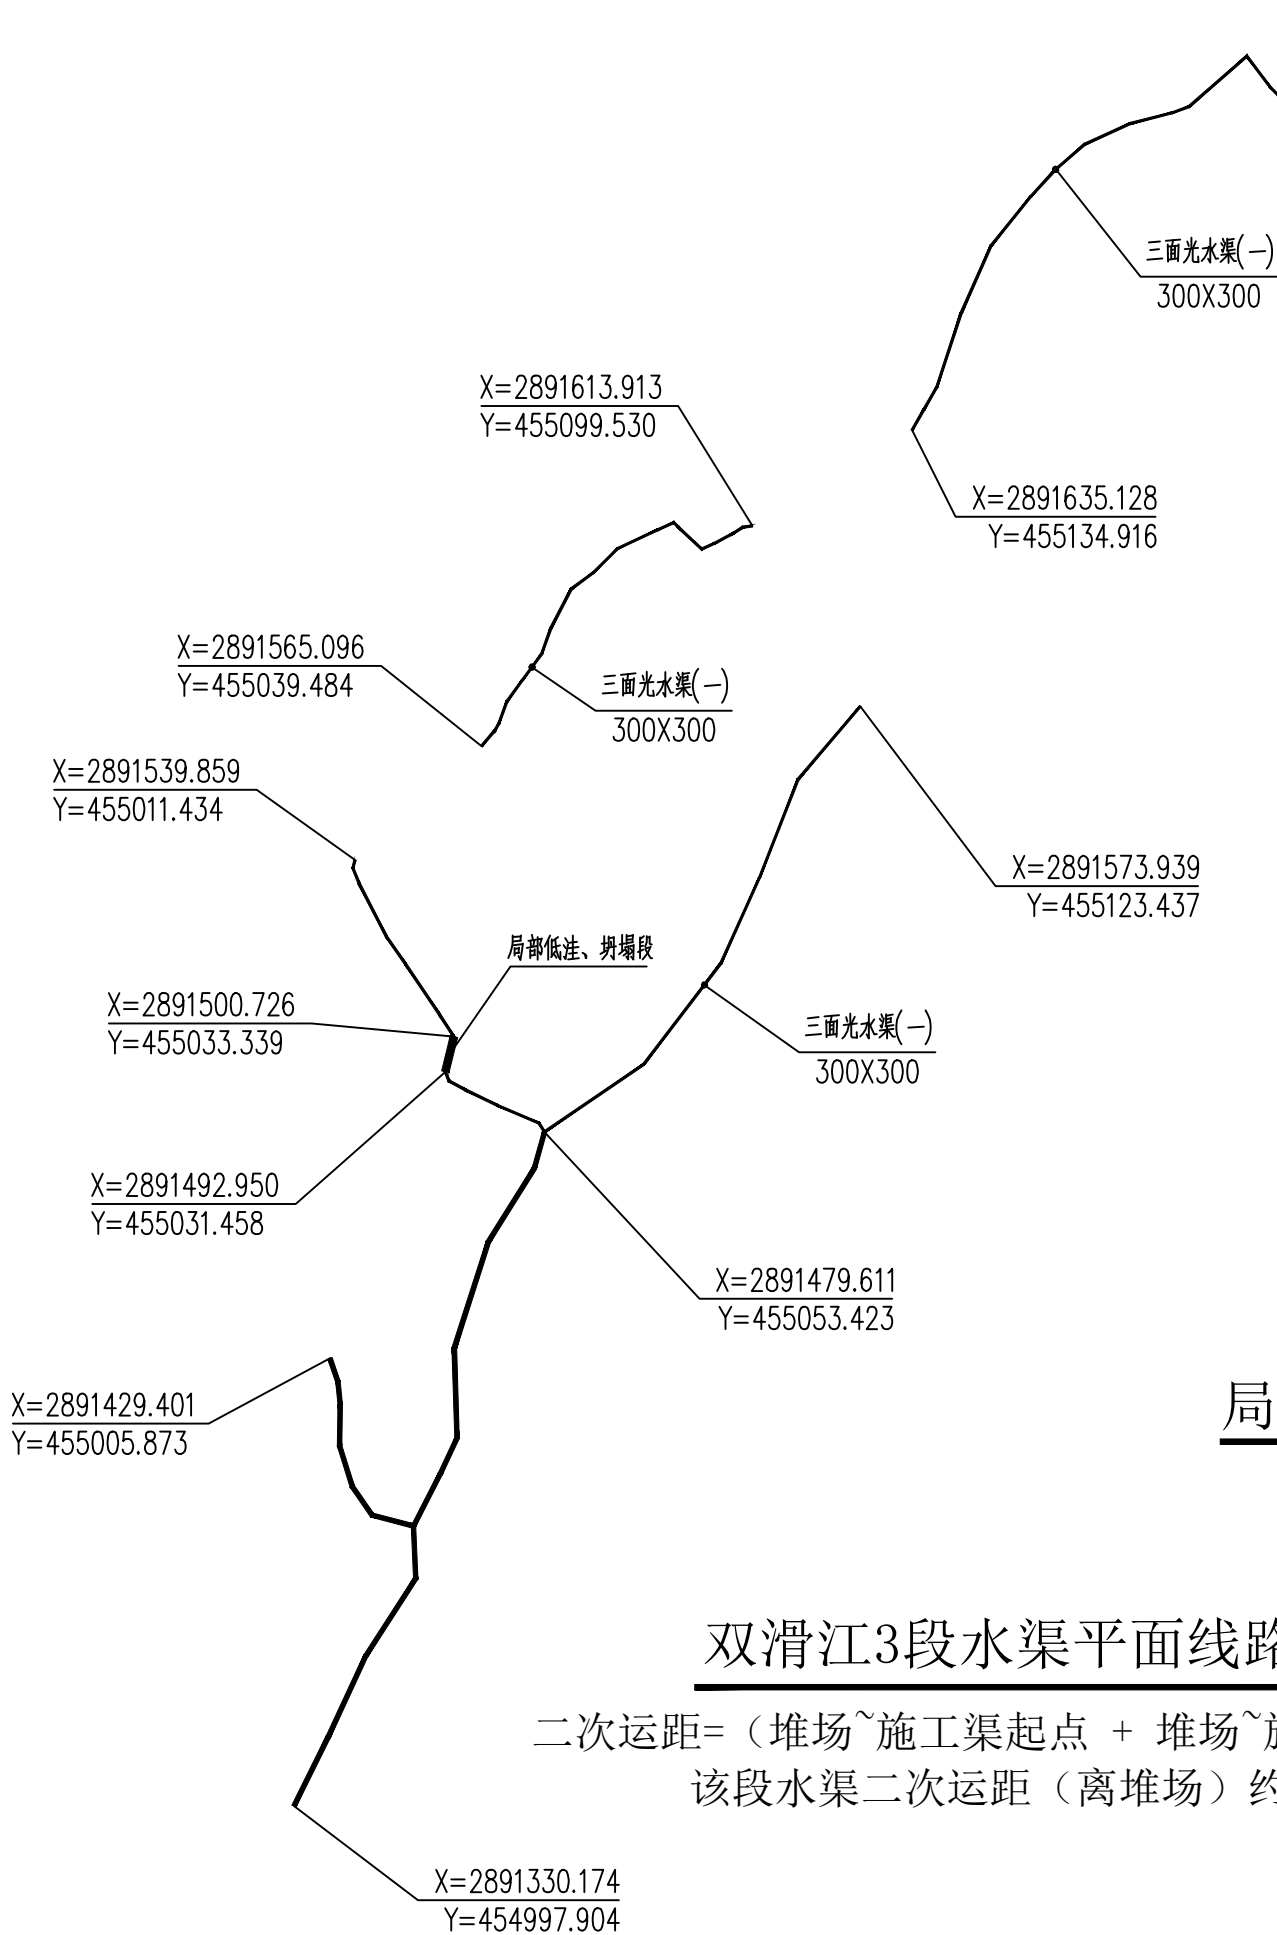 三面光水渠(一)
300X300
X=2891613.913
Y=455099.530
X=2891635.128
Y=455134.916
X=2891565.096
Y=455039.484
三面光水渠(一)
300X300
X=2891539.859
Y=455011.434
X=2891573.939
Y=455123.437
局部低洼、坍塌段
X=2891500.726
Y=455033.339
三面光水渠(一)
300X300
X=2891492.950
Y=455031.458
X=2891479.611
Y=455053.423
X=2891429.401
Y=455005.873
局
双滑江3段水渠平面线路
二次运距=（堆场~施工渠起点 + 堆场~施
该段水渠二次运距（离堆场）约
X=2891330.174
Y=454997.904